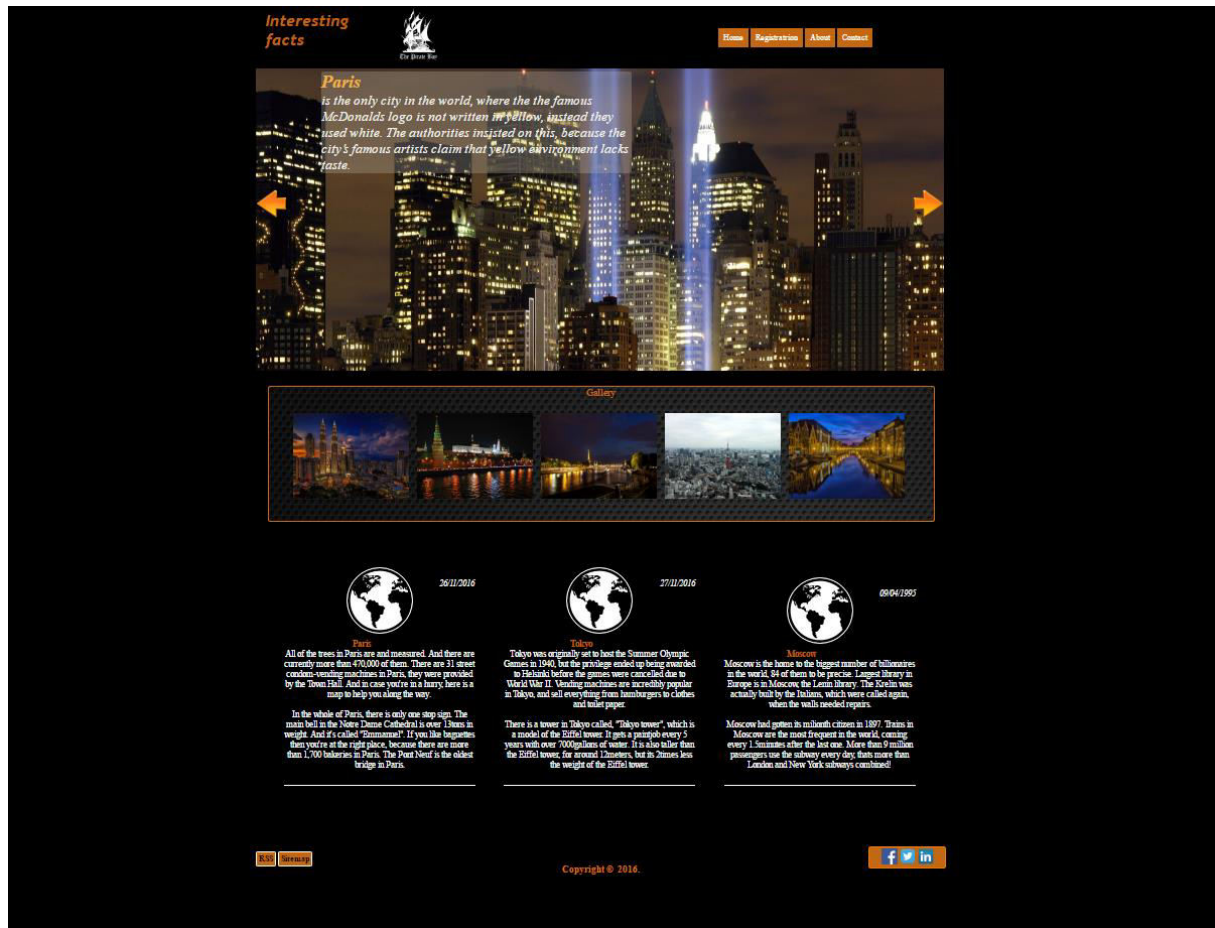 Interesting
facts
The Pirate Bay
Home Registratrion About Contact
Paris
is the only city in the world, where the the famous
McDonalds logo is not written in yellow, instead they
used white. The authorities insisted on this, because the
city's famous artists claim that yellow environment lacks
taste.
Gallery
26/11/2016
Paris
All of the trees in Paris are and measured. And there are
currently more than 470,000 of them. There are 31 street
condom-vending machines in Paris, they were provided
by the Town Hall. And in case you're in a hurry, here is a
map to help you along the way.
In the whole of Paris, there is only one stop sign. The
main bell in the Notre Dame Cathedral is over 13tons in
weight. And it's called "Emmanuel". If you like baguettes
then you're at the right place, because there are more
than 1,700 bakeries in Paris. The Pont Neuf is the oldest
bridge in Paris.
27/11/2016
Tokyo
Tokyo was originally set to host the Summer Olympic
Games in 1940, but the privilege ended up being awarded
to Helsinki before the games were cancelled due to
World War II. Vending machines are incredibly popular
in Tokyo, and sell everything from hamburgers to clothes
and toilet paper.
There is a tower in Tokyo called, "Tokyo tower", which is
a model of the Eiffel tower. It gets a paintjob every 5
years with over 7000gallons of water. It is also taller than
the Eiffel tower, for around 12meters, but its 2times less
the weight of the Eiffel tower.
09/04/1995
Moscow
Moscow is the home to the biggest number of billionaires
in the world, 84 of them to be precise. Largest library in
Europe is in Moscow, the Lenin library. The Krelin was
actually built by the Italians, which were called again,
when the walls needed repairs.
Moscow had gotten its milionth citizen in 1897. Trains in
Moscow are the most frequent in the world, coming
every 1.5minutes after the last one. More than 9 million
passengers use the subway every day, thats more than
London and New York subways combined!
RSS Sitemap
Copyright © 2016.
f in